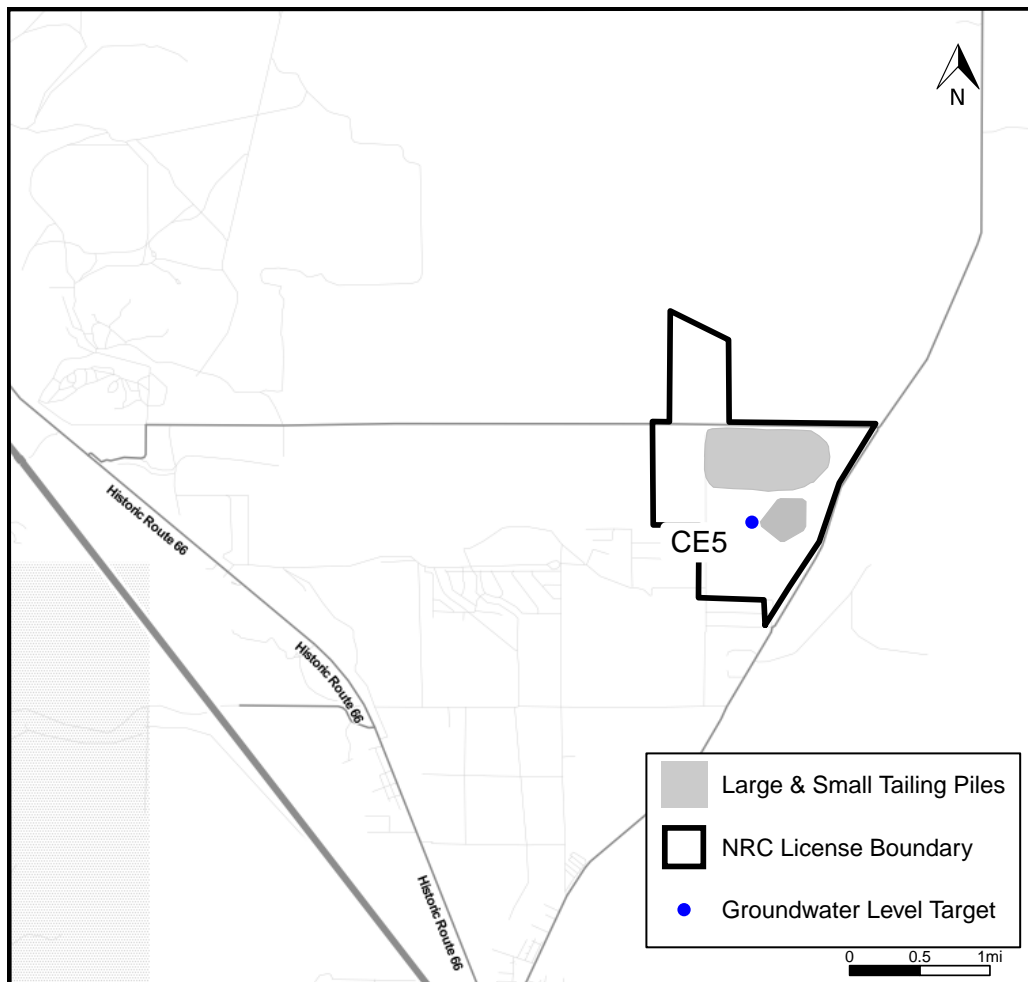 N
CE5
Historic Route 66
Historic Route 66
Historic Route 66
Large & Small Tailing Piles
NRC License Boundary
Groundwater Level Target
0 0.5 1mi